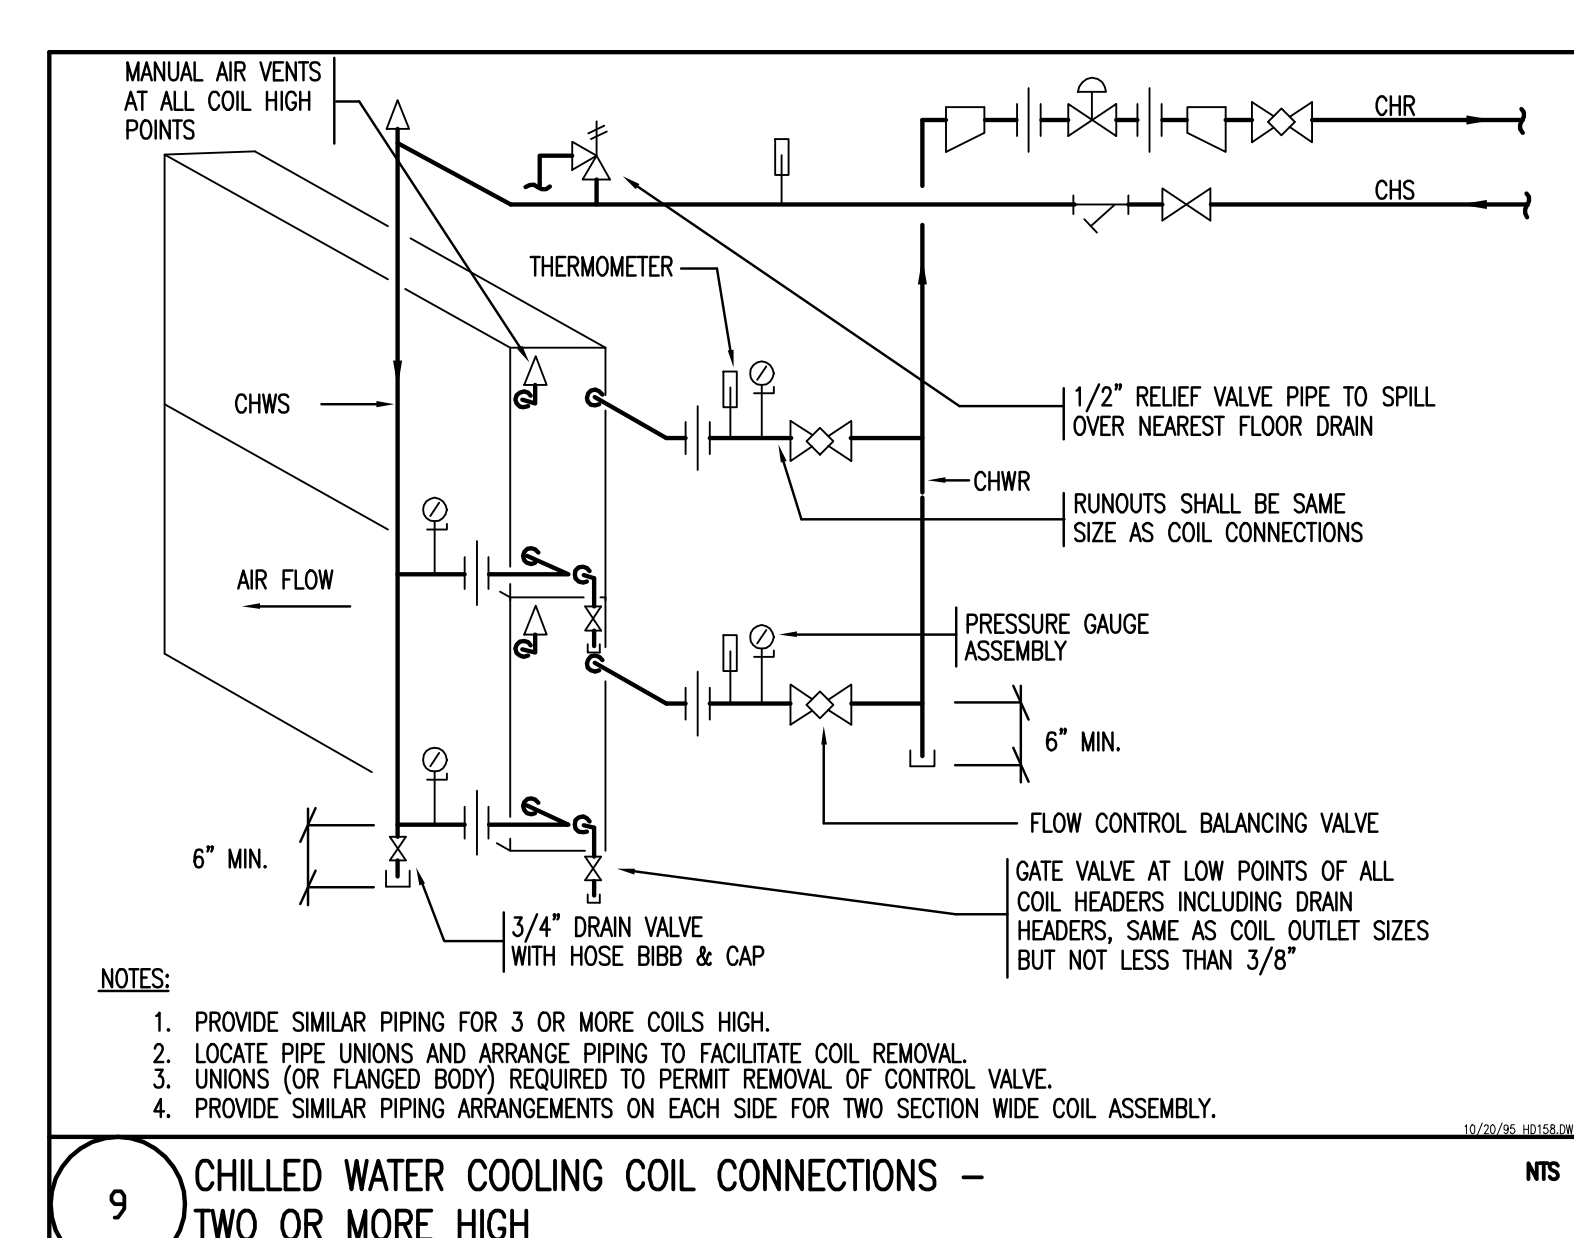 MANUAL AIR VENTS
AT ALL COIL HIGH
POINTS
CHR
CHS
THERMOMETER
CHWS
1/2” RELIEF VALVE PIPE TO SPILL
OVER NEAREST FLOOR DRAIN
CHWR
RUNOUTS SHALL BE SAME
SIZE AS COIL CONNECTIONS
AIR FLOW
PRESSURE GAUGE
ASSEMBLY
6” MIN.
FLOW CONTROL BALANCING VALVE
6” MIN.
GATE VALVE AT LOW POINTS OF ALL
COIL HEADERS INCLUDING DRAIN
HEADERS, SAME AS COIL OUTLET SIZES
BUT NOT LESS THAN 3/8”
3/4” DRAIN VALVE
WITH HOSE BIBB & CAP
NOTES:
1. PROVIDE SIMILAR PIPING FOR 3 OR MORE COILS HIGH.
2. LOCATE PIPE UNIONS AND ARRANGE PIPING TO FACILITATE COIL REMOVAL.
3. UNIONS (OR FLANGED BODY) REQUIRED TO PERMIT REMOVAL OF CONTROL VALVE.
4. PROVIDE SIMILAR PIPING ARRANGEMENTS ON EACH SIDE FOR TWO SECTION WIDE COIL ASSEMBLY.
10/20/95 HD158.DW
9
CHILLED WATER COOLING COIL CONNECTIONS –
TWO OR MORE HIGH
NTS